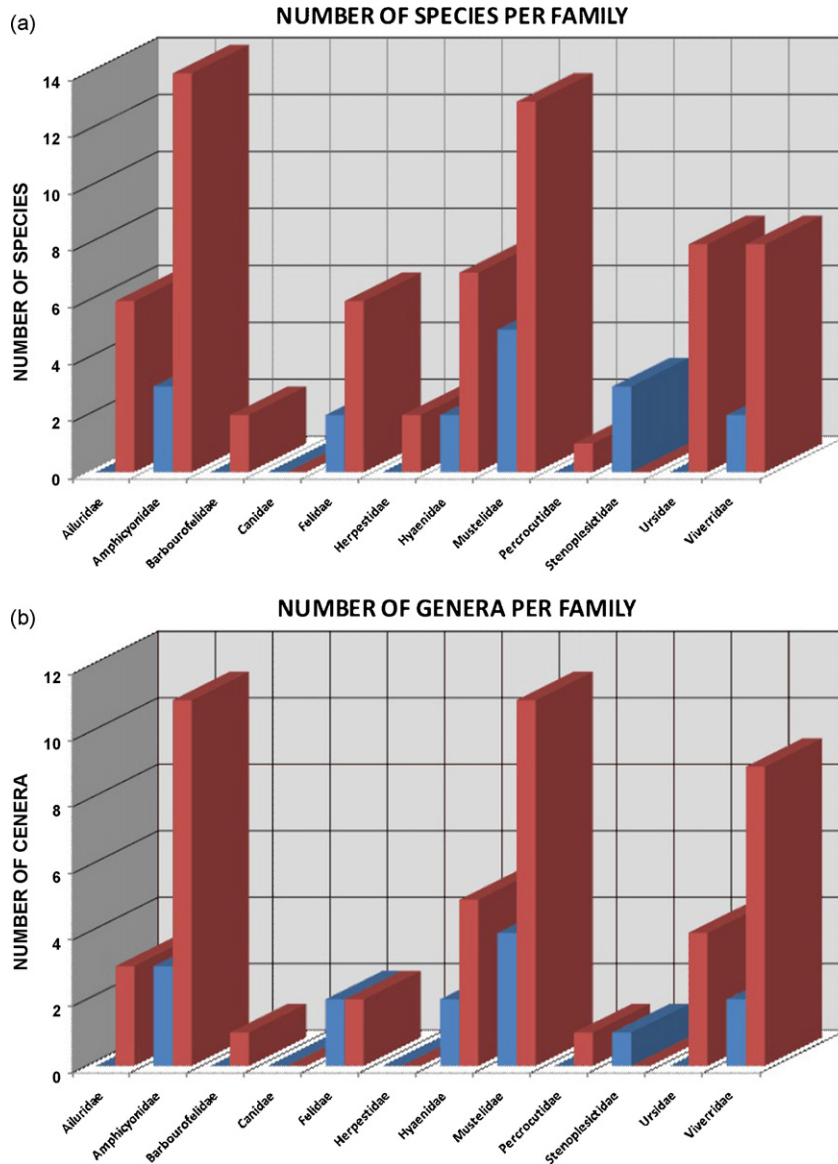 (a)
NUMBER OF SPECIES PER FAMILY
NUMBER OF SPECIES
14
12
10
8
6
4
2
0
Ailuridae
Amphicyonidae
Barbourofelidae
Canidae
Felidae
Herpestidae
Hyaenidae
Mustelidae
Percrocutidae
Stenoplesictidae
Ursidae
Viverridae
(b)
NUMBER OF GENERA PER FAMILY
NUMBER OF CENERA
12
10
8
6
4
2
0
Ailuridae
Amphicyonidae
Barbourofelidae
Canidae
Felidae
Herpestidae
Hyaenidae
Mustelidae
Percrocutidae
Stenoplesictidae
Ursidae
Viverridae